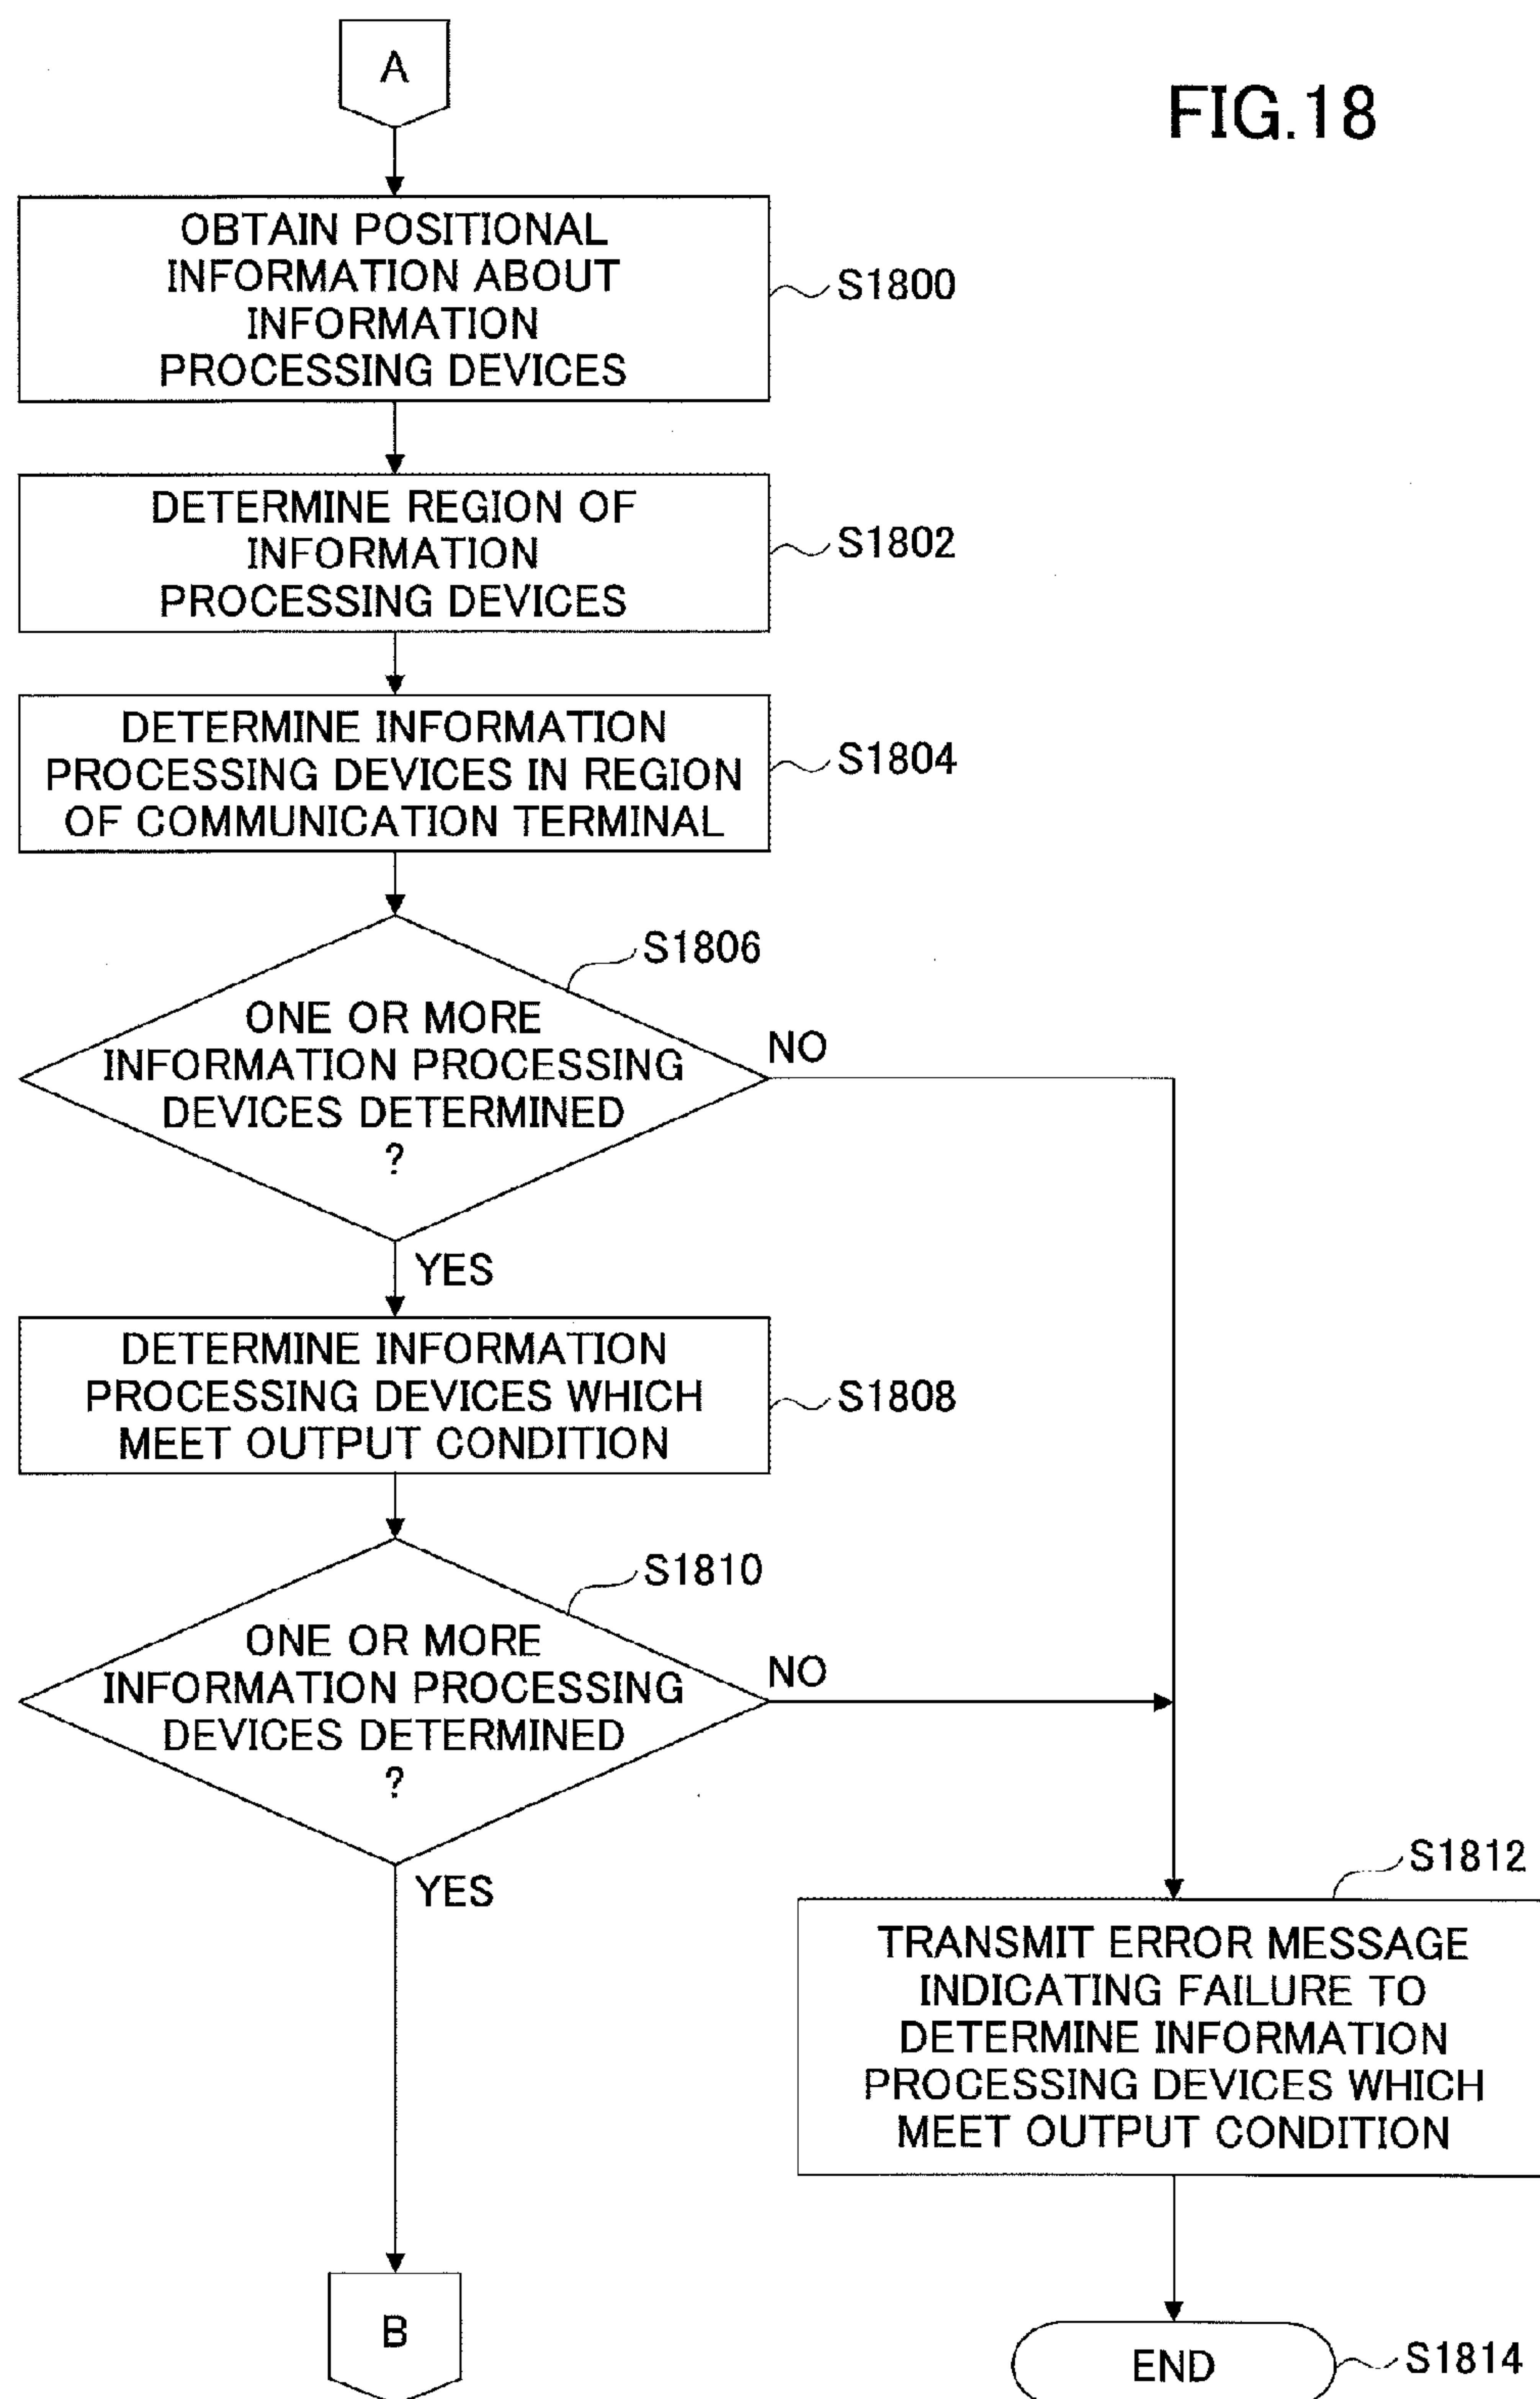 A
FIG.18
OBTAIN POSITIONAL
INFORMATION ABOUT
INFORMATION
PROCESSING DEVICES
S1800
DETERMINE REGION OF
INFORMATION
PROCESSING DEVICES
S1802
DETERMINE INFORMATION
PROCESSING DEVICES IN REGION
OF COMMUNICATION TERMINAL
S1804
S1806
ONE OR MORE
INFORMATION PROCESSING
DEVICES DETERMINED
?
NO
YES
DETERMINE INFORMATION
PROCESSING DEVICES WHICH
MEET OUTPUT CONDITION
S1808
S1810
ONE OR MORE
INFORMATION PROCESSING
DEVICES DETERMINED
?
NO
YES
S1812
TRANSMIT ERROR MESSAGE
INDICATING FAILURE TO
DETERMINE INFORMATION
PROCESSING DEVICES WHICH
MEET OUTPUT CONDITION
B
END
S1814